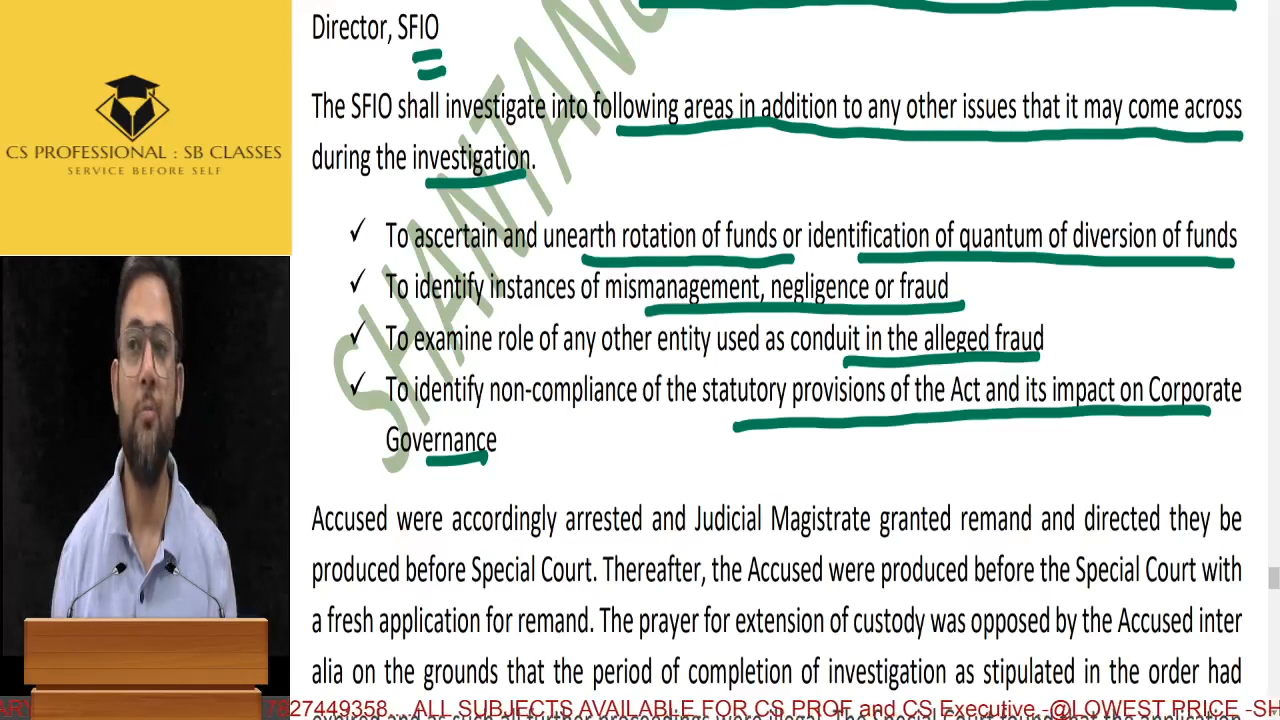 CS PROFESSIONAL : SB CLASSES
SERVICE BEFORE SELF
Director, SFIO
The SFIO shall investigate into following areas in addition to any other issues that it may come across
during the investigation.
✓ To ascertain and unearth rotation of funds or identification of quantum of diversion of funds
✓ To identify instances of mismanagement, negligence or fraud
✓ To examine role of any other entity used as conduit in the alleged fraud
✓ To identify non-compliance of the statutory provisions of the Act and its impact on Corporate
Governance
Accused were accordingly arrested and Judicial Magistrate granted remand and directed they be
produced before Special Court. Thereafter, the Accused were produced before the Special Court with
a fresh application for remand. The prayer for extension of custody was opposed by the Accused inter
alia on the grounds that the period of completion of investigation as stipulated in the order had
7827449358... ALL SUBJECTS AVAILABLE FOR CS PROF and CS Executive -@LOWEST PRICE -SH
SHANTANU